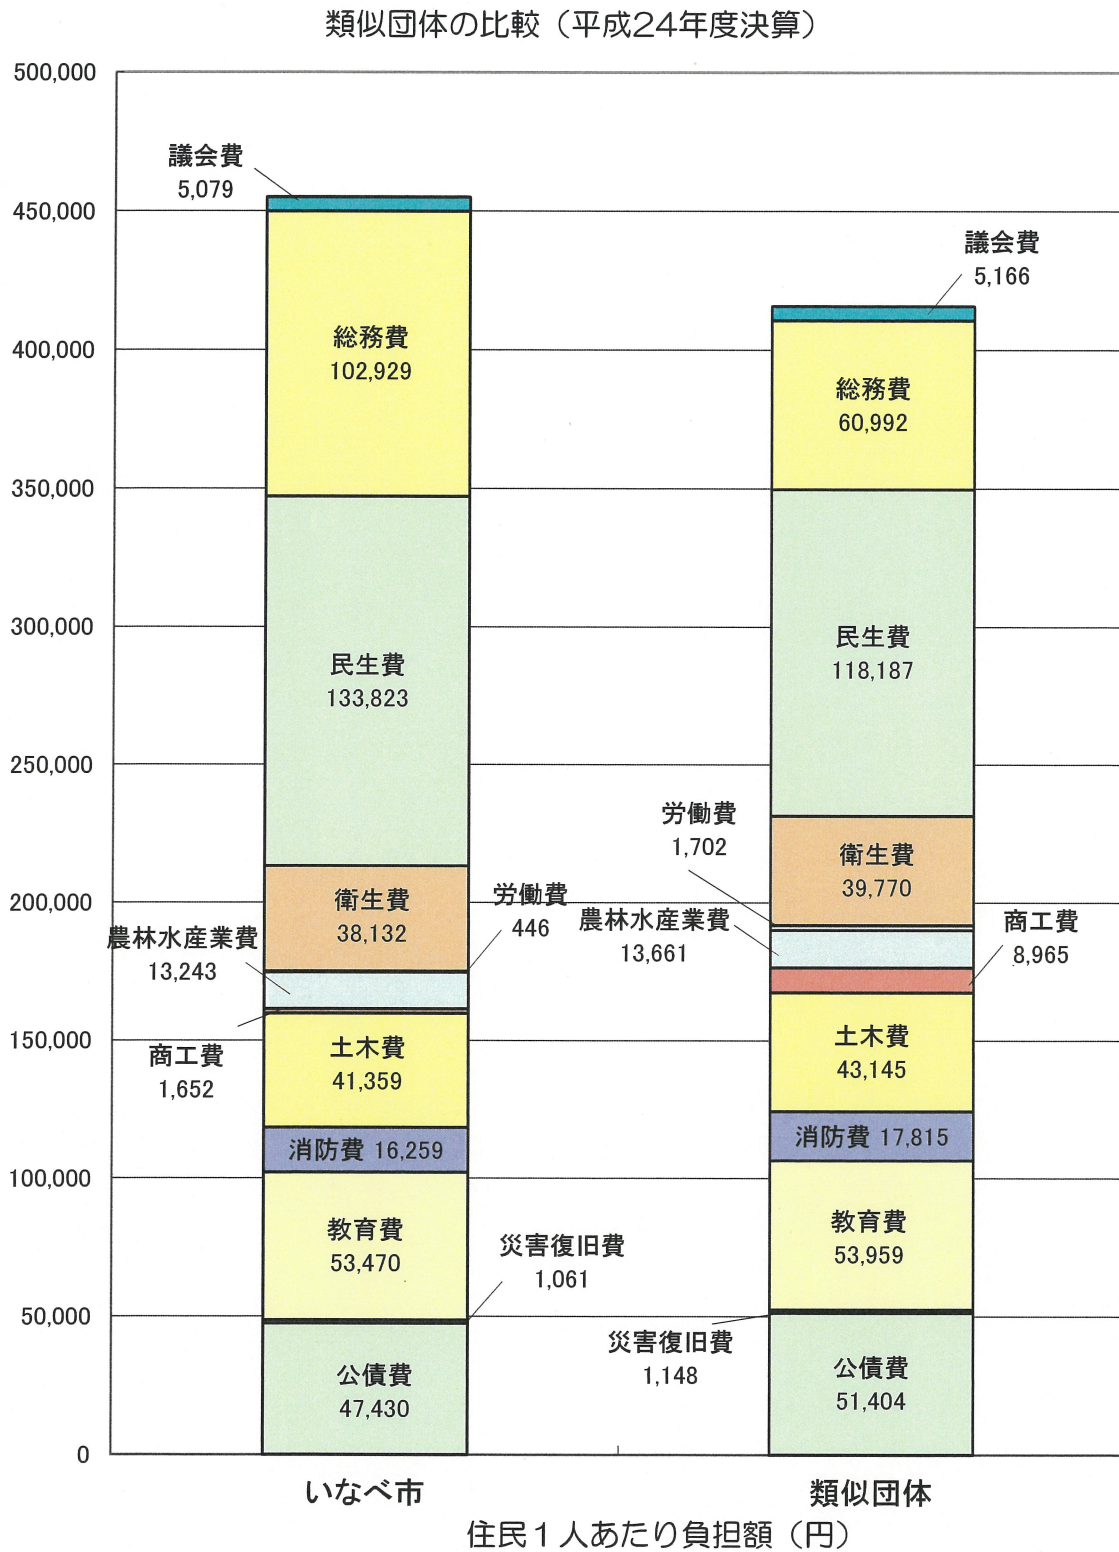 類似団体の比較（平成24年度決算）
500,000
450,000
400,000
350,000
300,000
250,000
200,000
150,000
100,000
50,000
0
議会費
5,079
総務費
102,929
民生費
133,823
衛生費
38,132
労働費
446
農林水産業費
13,243
商工費
1,652
土木費
41,359
消防費 16,259
教育費
53,470
災害復旧費
1,061
公債費
47,430
議会費
5,166
総務費
60,992
民生費
118,187
労働費
1,702
衛生費
39,770
農林水産業費
13,661
商工費
8,965
土木費
43,145
消防費 17,815
教育費
53,959
災害復旧費
1,148
公債費
51,404
いなべ市
類似団体
住民１人あたり負担額（円）